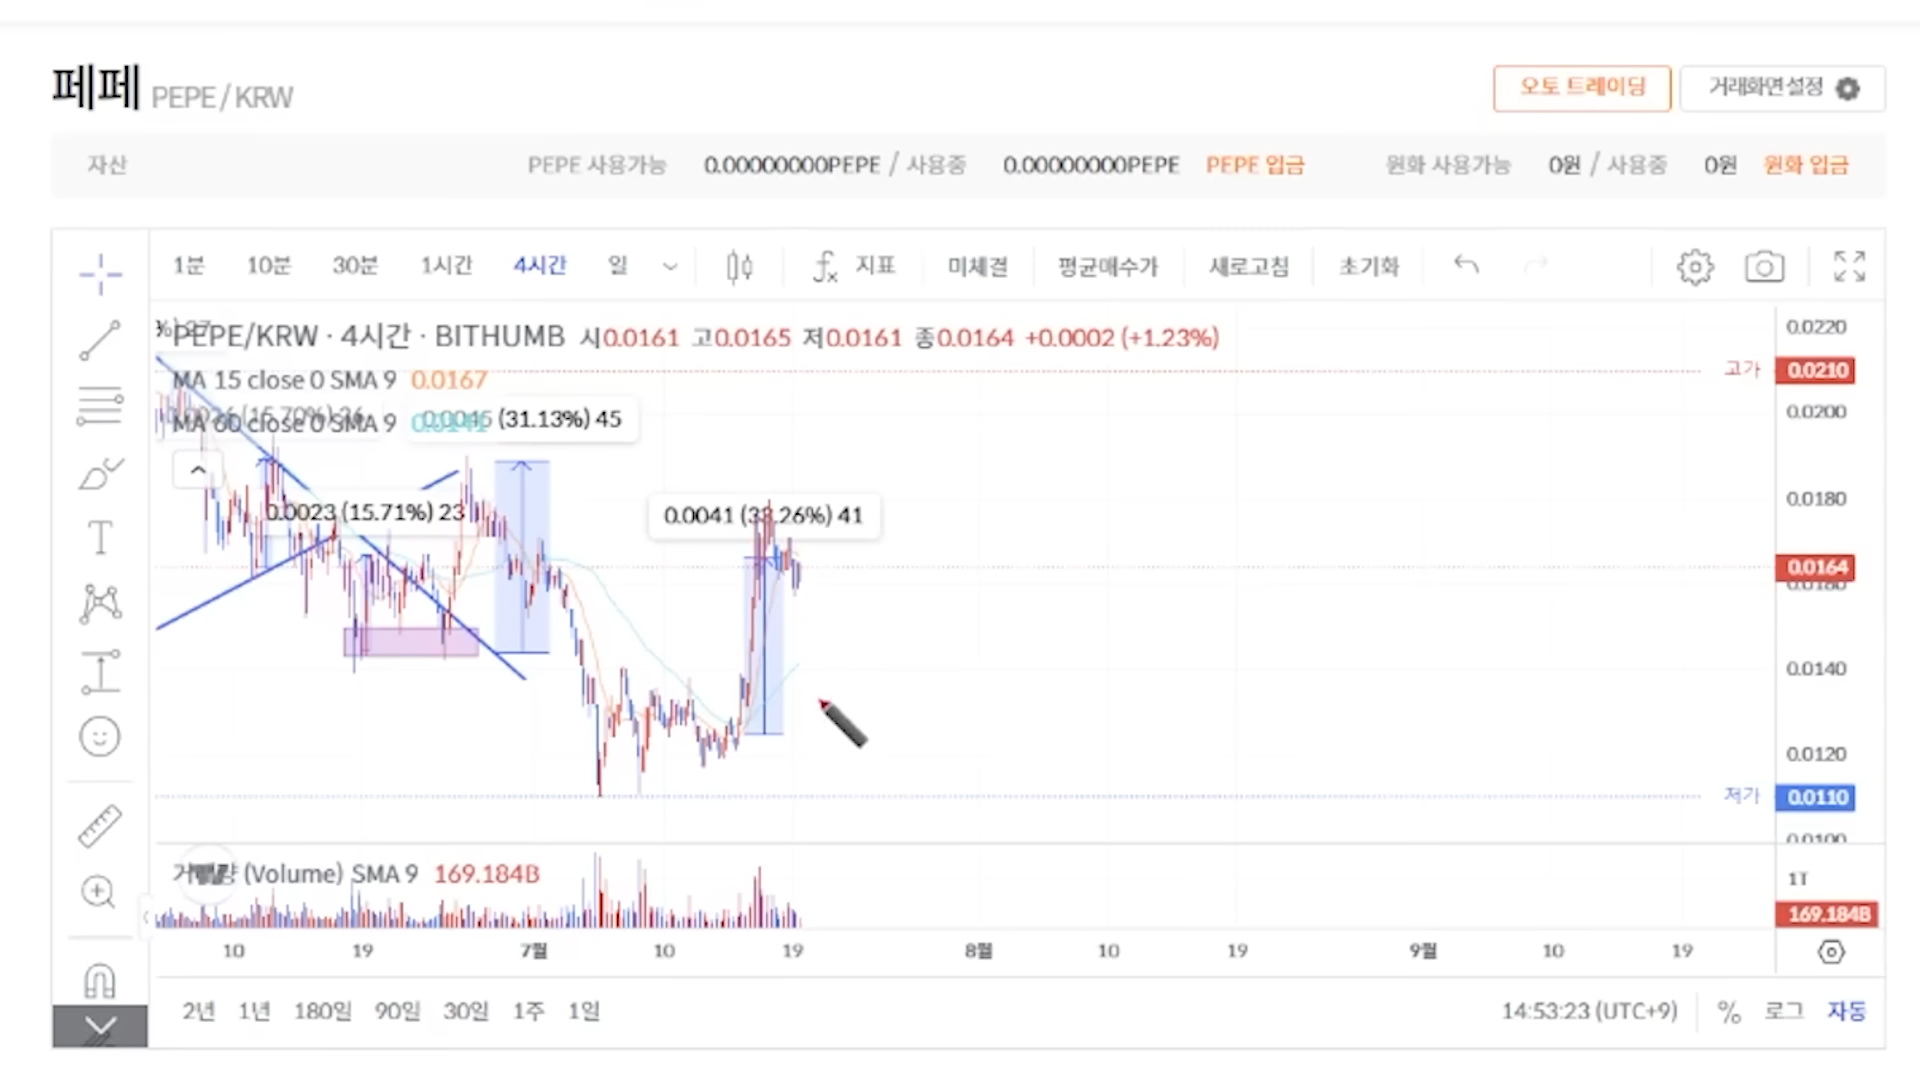 페페 PEPE/KRW
오토 트레이딩
거래화면설정
자산
PEPE 사용가능 0.00000000PEPE / 사용중 0.00000000PEPE PEPE 입금
원화 사용가능 0원 / 사용중 0원 원화 입금
1분 10분 30분 1시간 4시간 일
지표 미체결 평균매수가 새로고침 초기화
PEPE/KRW · 4시간 · BITHUMB 시0.0161 고0.0165 저0.0161 종0.0164 +0.0002 (+1.23%)
MA 15 close 0 SMA 9 0.0167
MA 60 close 0 SMA 9
(31.13%) 45
0.0023 (15.71%) 23
0.0041 (33.26%) 41
0.0220
고가 0.0210
0.0200
0.0180
0.0164
0.0140
0.0120
저가 0.0110
0.0100
(Volume) SMA 9 169.184B
1T
169.184B
10 19 7월 10 19 8월 10 19 9월 10 19
2년 1년 180일 90일 30일 1주 1일
14:53:23 (UTC+9) % 로그 자동